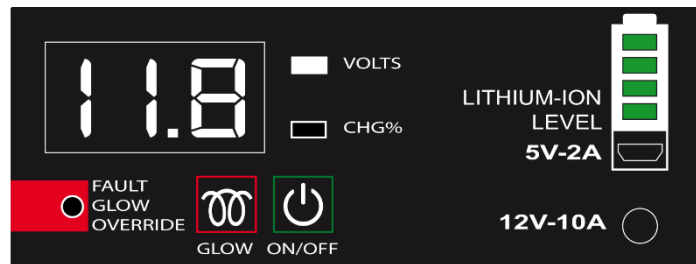 11.8
VOLTS
CHG%
LITHIUM-ION
LEVEL
5V-2A
FAULT
GLOW
OVERRIDE
GLOW
ON/OFF
12V-10A